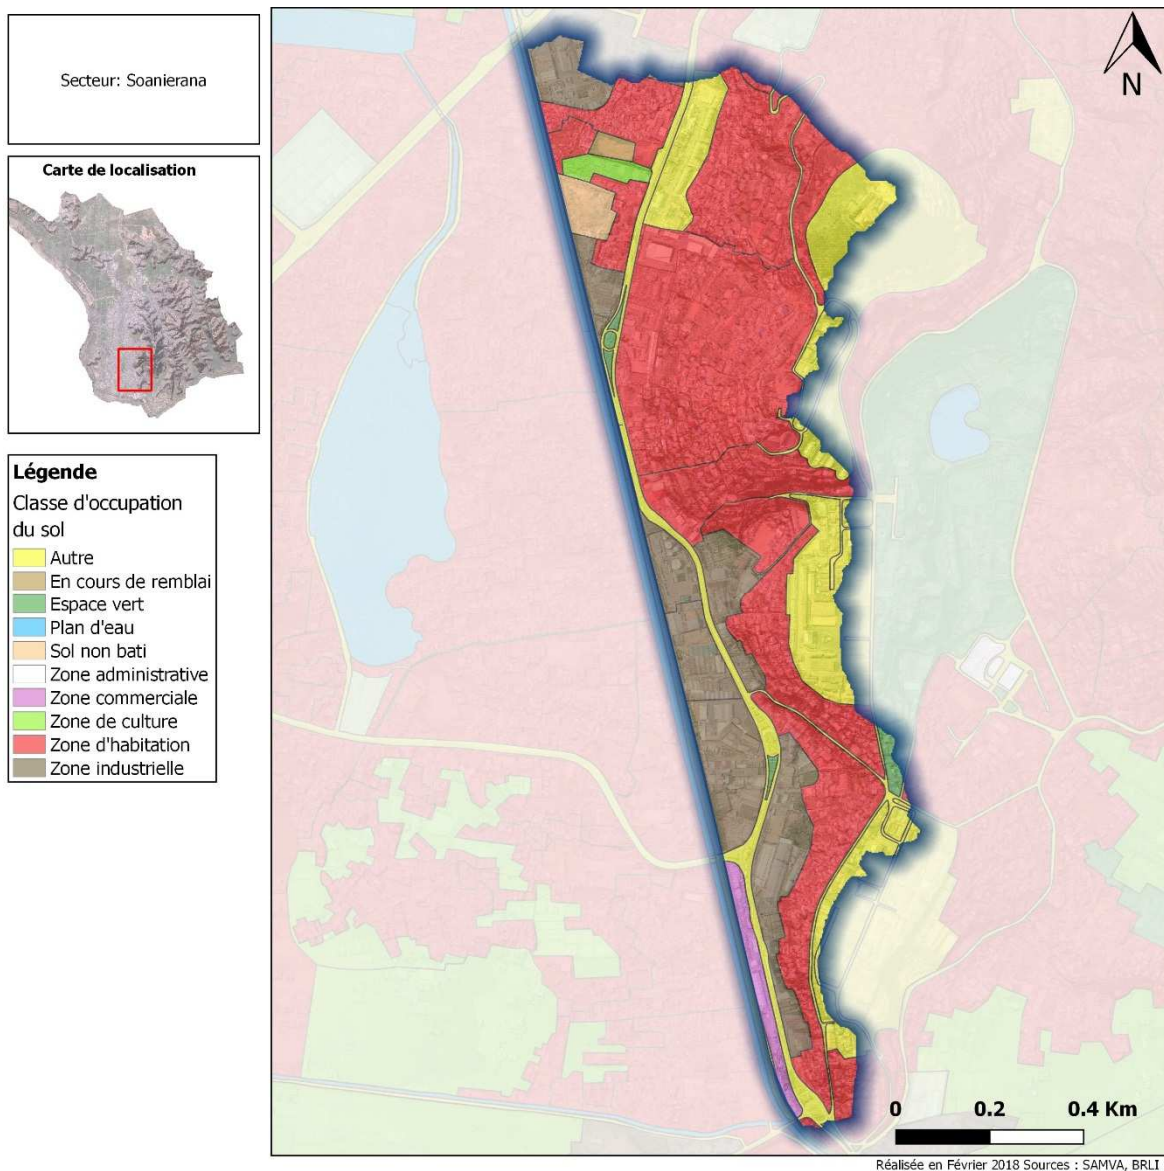 Secteur: Soanierana
Carte de localisation
Légende
Classe d'occupation
du sol
Autre
En cours de remblai
Espace vert
Plan d'eau
Sol non bati
Zone administrative
Zone commerciale
Zone de culture
Zone d'habitation
Zone industrielle
N
0 0.2 0.4 Km
Réalisée en Février 2018 Sources : SAMVA, BRLI